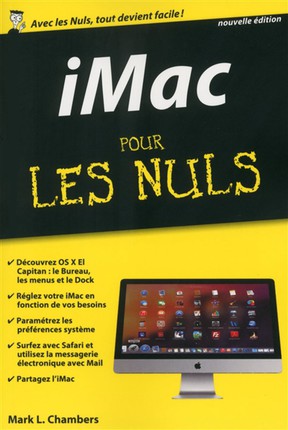 Avec les Nuls, tout devient facile !
nouvelle édition
iMac
POUR
LES NULS
✓ Découvrez OS X El
Capitan : le Bureau,
les menus et le Dock
✓ Réglez votre iMac en
fonction de vos besoins
✓ Paramétrez les
préférences système
✓ Surfez avec Safari et
utilisez la messagerie
électronique avec Mail
✓ Partagez l'iMac
Mark L. Chambers